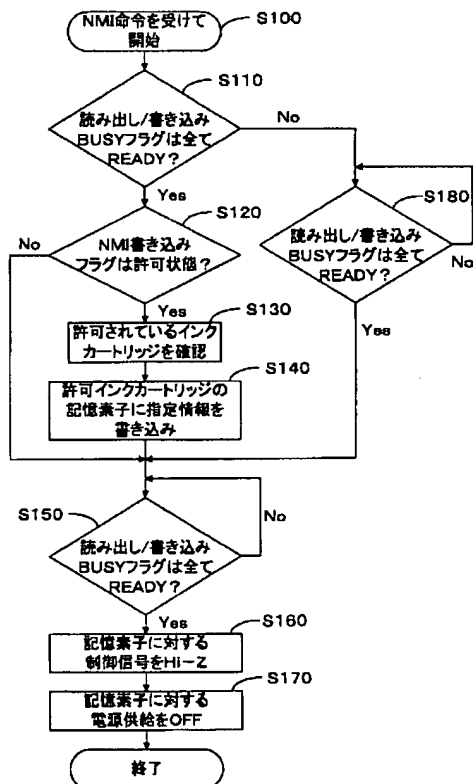 NMI命令を受けて
開始
S100
S110
読み出し/書き込み
BUSYフラグは全て
READY?
No
Yes
S120
S180
No
NMI書き込み
フラグは許可状態?
読み出し/書き込み
BUSYフラグは全て
READY?
No
Yes
S130
Yes
許可されているインク
カートリッジを確認
S140
許可インクカートリッジの
記憶素子に指定情報を
書き込み
S150
No
読み出し/書き込み
BUSYフラグは全て
READY?
Yes
S160
記憶素子に対する
制御信号をHi-Z
S170
記憶素子に対する
電源供給をOFF
終了